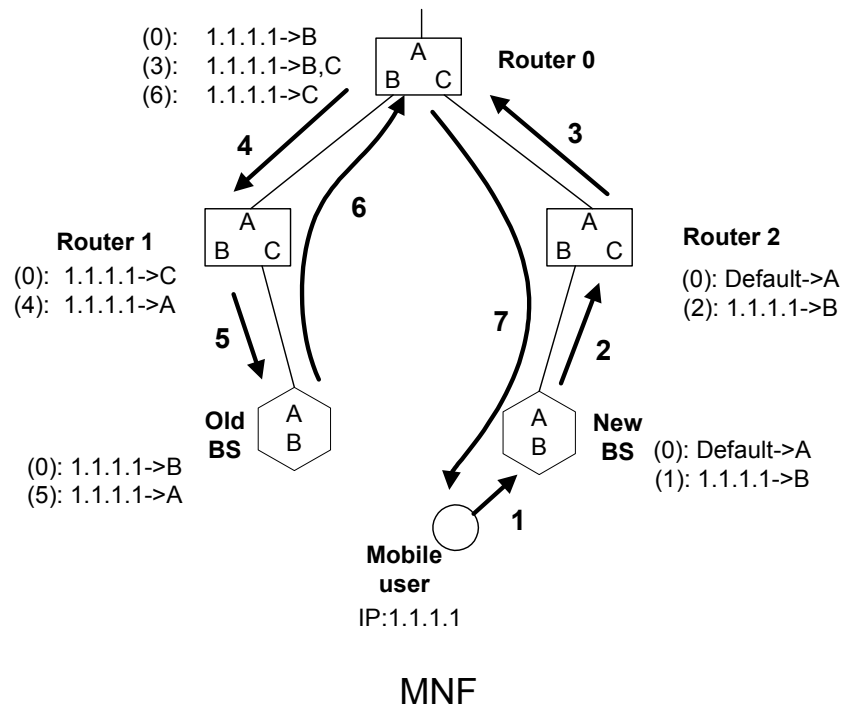 (0): 1.1.1.1->B
(3): 1.1.1.1->B,C
(6): 1.1.1.1->C
A
B C
Router 0
4
3
6
Router 1
(0): 1.1.1.1->C
(4): 1.1.1.1->A
A
B C
A
B C
Router 2
(0): Default->A
(2): 1.1.1.1->B
5
7
2
Old
BS
A
B
A
B
New
BS
(0): 1.1.1.1->B
(5): 1.1.1.1->A
(0): Default->A
(1): 1.1.1.1->B
1
Mobile
user
IP:1.1.1.1
MNF